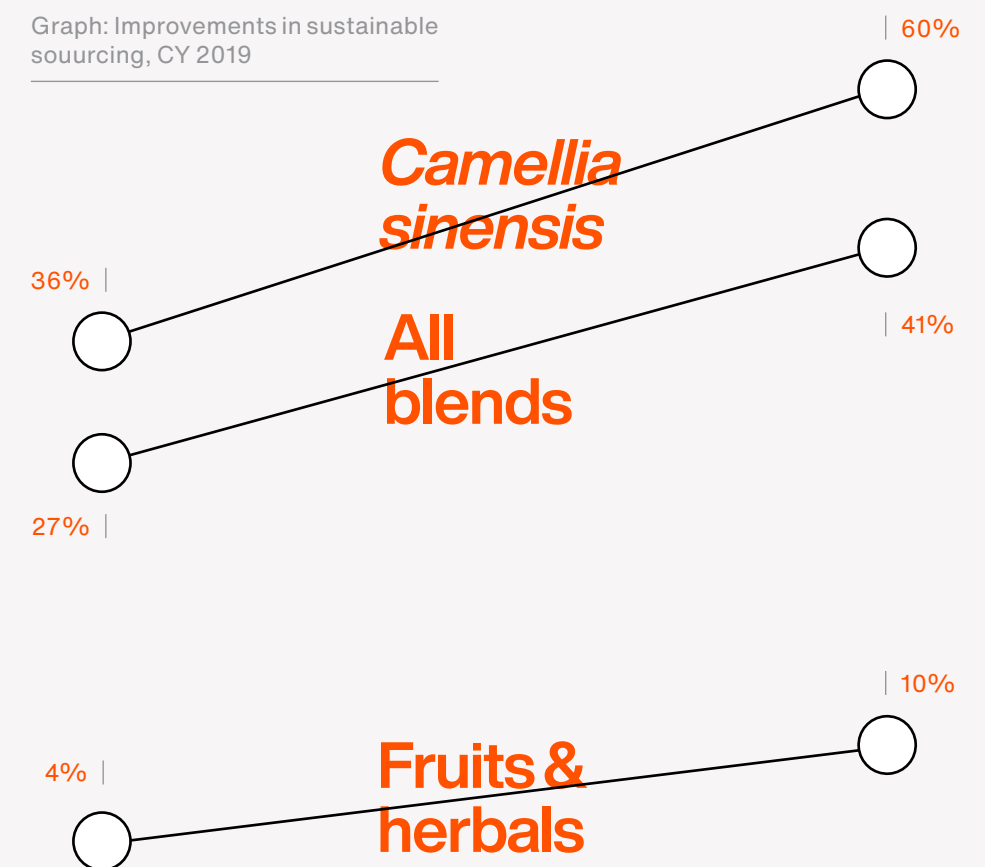 Graph: Improvements in sustainable
souurcing, CY 2019
60%
Camellia
sinensis
36%
All
blends
41%
27%
10%
4%
Fruits &
herbals